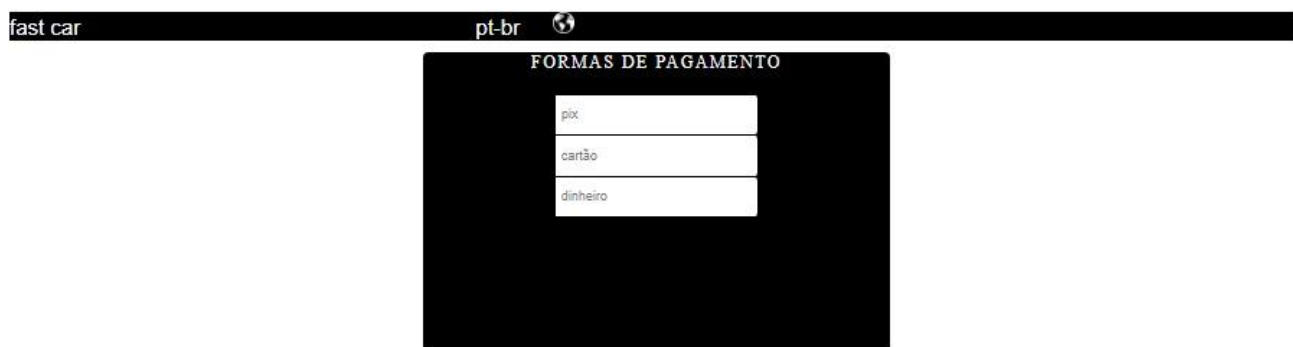 fast car pt-br
FORMAS DE PAGAMENTO
pix
cartão
dinheiro